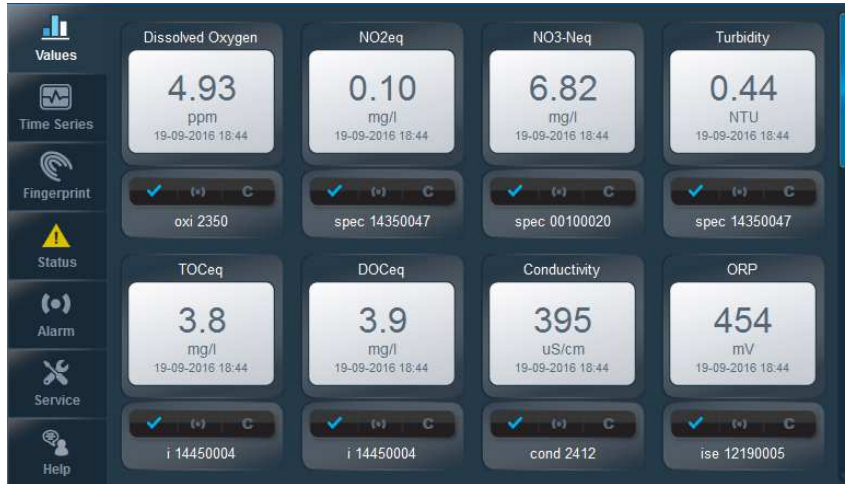 Values
Time Series
Fingerprint
Status
Alarm
Service
Help
Dissolved Oxygen
4.93
ppm
19-09-2016 18:44
C
oxi 2350
NO2eq
0.10
mg/l
19-09-2016 18:44
C
spec 14350047
NO3-Neq
6.82
mg/l
19-09-2016 18:44
C
spec 00100020
Turbidity
0.44
NTU
19-09-2016 18:44
C
spec 14350047
TOCeq
3.8
mg/l
19-09-2016 18:44
C
i 14450004
DOCeq
3.9
mg/l
19-09-2016 18:44
C
i 14450004
Conductivity
395
uS/cm
19-09-2016 18:44
C
cond 2412
ORP
454
mV
19-09-2016 18:44
C
ise 12190005